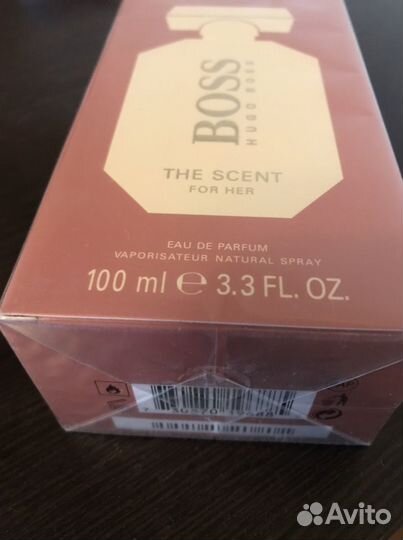 BOSS
HUGO BOSS
THE SCENT
FOR HER
EAU DE PARFUM
VAPORISATEUR NATURAL SPRAY
100 ml ℮ 3.3 FL. OZ.
Avito